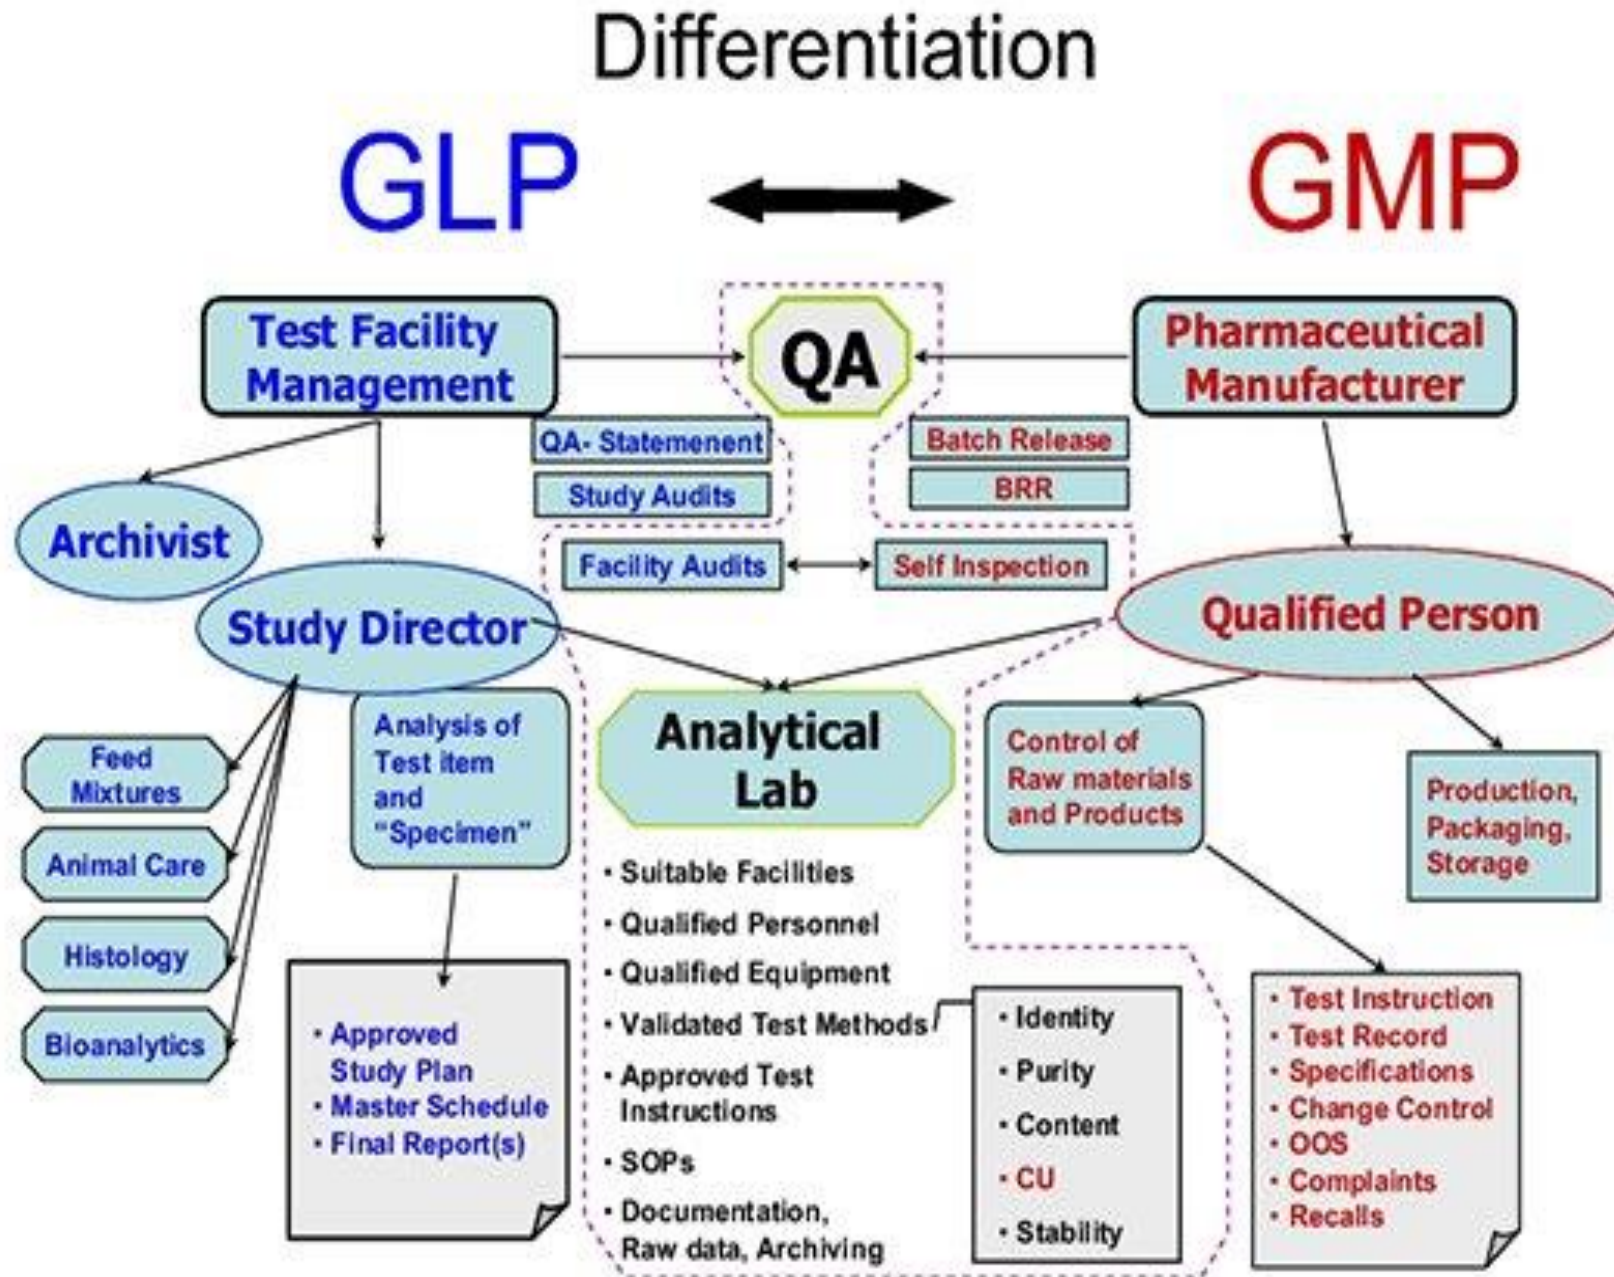 Differentiation
GLP
GMP
Test Facility
Management
QA
Pharmaceutical
Manufacturer
QA- Statemenent
Study Audits
Batch Release
BRR
Archivist
Facility Audits
Self Inspection
Study Director
Qualified Person
Feed
Mixtures
Animal Care
Histology
Bioanalytics
Analysis of
Test item
and
“Specimen”
• Approved
Study Plan
• Master Schedule
• Final Report(s)
Analytical
Lab
• Suitable Facilities
• Qualified Personnel
• Qualified Equipment
• Validated Test Methods
• Approved Test
Instructions
• SOPs
• Documentation,
Raw data, Archiving
• Identity
• Purity
• Content
• CU
• Stability
Control of
Raw materials
and Products
Production,
Packaging,
Storage
• Test Instruction
• Test Record
• Specifications
• Change Control
• OOS
• Complaints
• Recalls